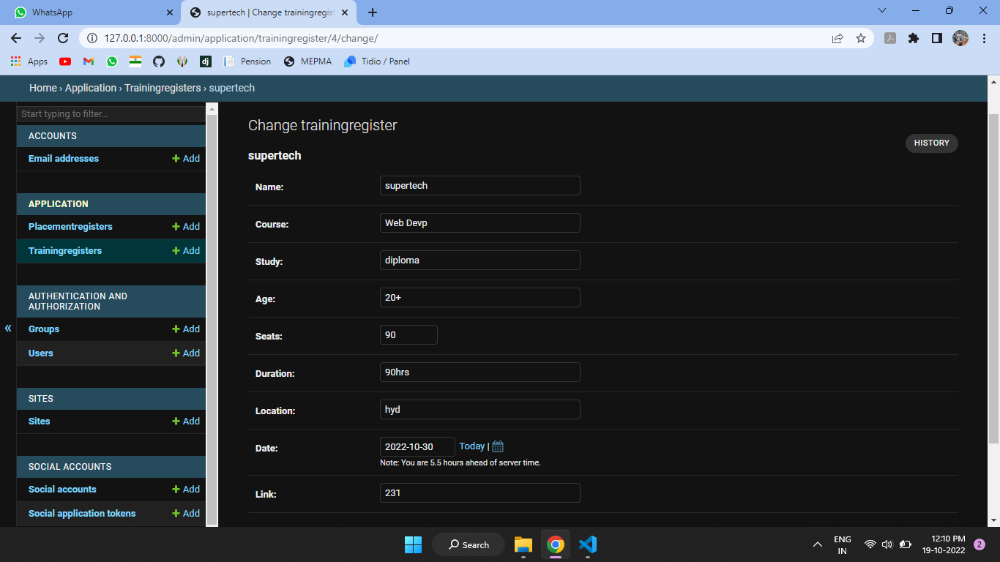 WhatsApp
supertech | Change trainingregist
127.0.0.1:8000/admin/application/trainingregister/4/change/
Apps
dj
Pension
MEPMA
Tidio / Panel
Home › Application › Trainingregisters › supertech
Start typing to filter...
ACCOUNTS
Email addresses + Add
APPLICATION
Placementregisters + Add
Trainingregisters + Add
AUTHENTICATION AND
AUTHORIZATION
Groups + Add
Users + Add
SITES
Sites + Add
SOCIAL ACCOUNTS
Social accounts + Add
Social application tokens + Add
«
Change trainingregister
HISTORY
supertech
Name: supertech
Course: Web Devp
Study: diploma
Age: 20+
Seats: 90
Duration: 90hrs
Location: hyd
Date: 2022-10-30 Today |
Note: You are 5.5 hours ahead of server time.
Link: 231
Search
ENG
IN
12:10 PM
19-10-2022
2